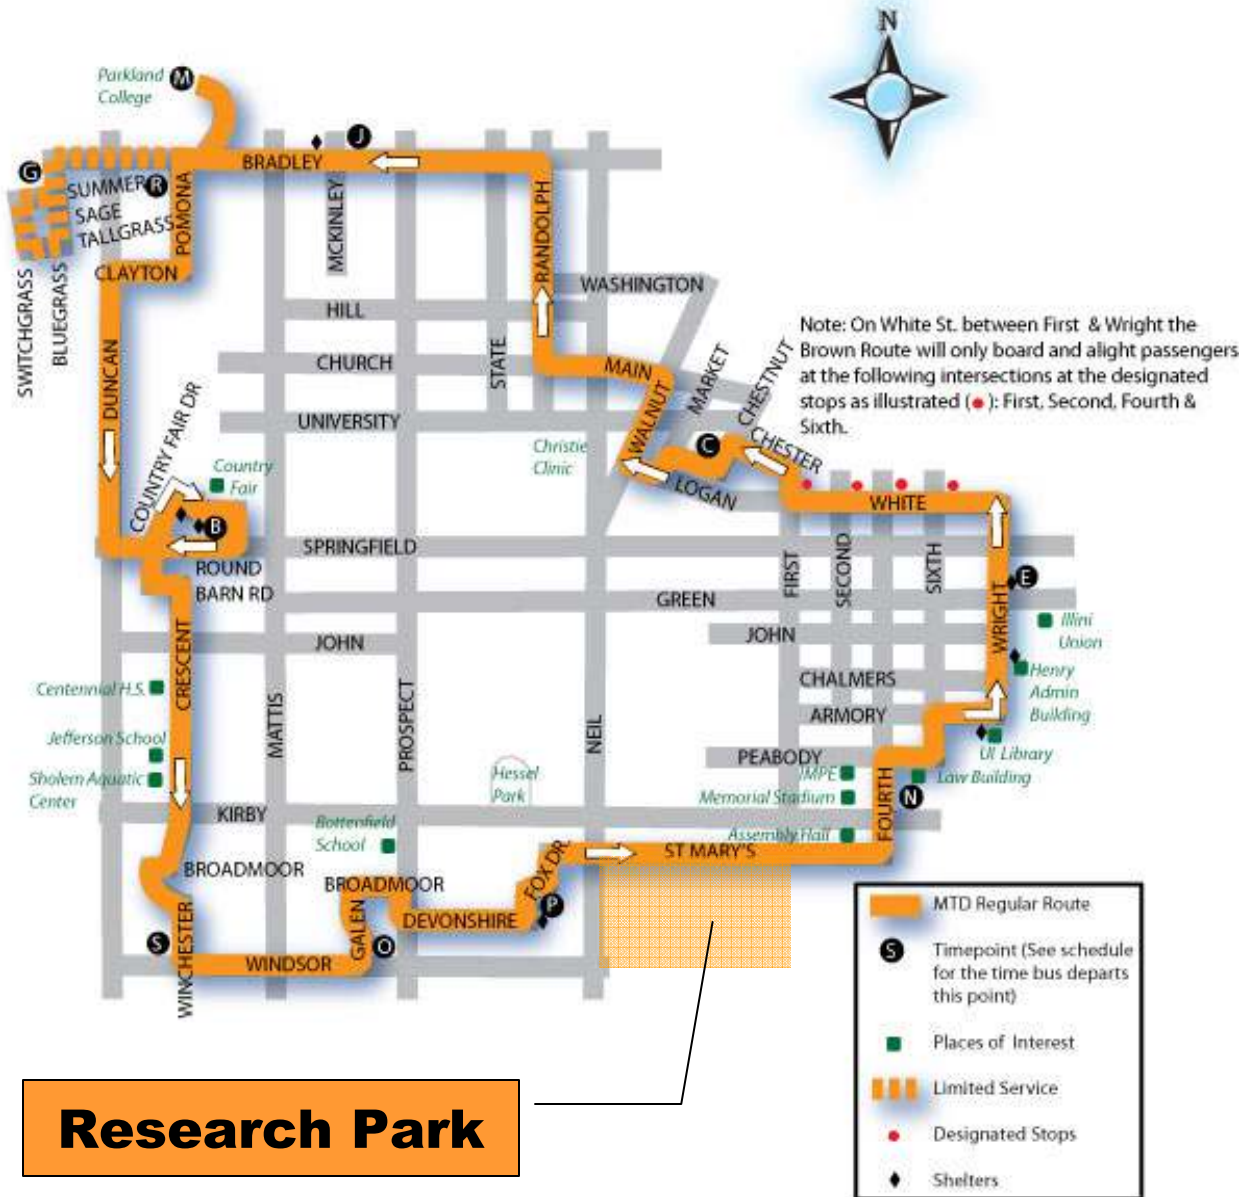 N
Parkland
College
M
J
BRADLEY
G
SUMMER
R
SAGE
TALLGRASS
POMONA
MCKINLEY
RANDOLPH
CLAYTON
SWITCHGRASS
BLUEGRASS
WASHINGTON
HILL
Note: On White St. between First & Wright the
Brown Route will only board and alight passengers
at the following intersections at the designated
stops as illustrated (●): First, Second, Fourth &
Sixth.
DUNCAN
CHURCH
STATE
MAIN
MARKET
CHESTNUT
COUNTRY FAIR DR
UNIVERSITY
WALNUT
Country
Fair
Christie
Clinic
C
CHESTER
LOGAN
WHITE
B
SPRINGFIELD
ROUND
BARN RD
FIRST
SECOND
SIXTH
E
GREEN
WRIGHT
Illini
Union
JOHN
JOHN
CRESCENT
Centennial H.S.
CHALMERS
Henry
Admin
Building
MATTIS
PROSPECT
NEIL
ARMORY
Jefferson School
PEABODY
UI Library
Sholem Aquatic
Center
Hessel
Park
IMPE
Law Building
Memorial Stadium
FOURTH
N
KIRBY
Bottenfield
School
Assembly Hall
ST MARY'S
FOX DR.
BROADMOOR
BROADMOOR
P
DEVONSHIRE
GALEN
O
S
WINCHESTER
WINDSOR
MTD Regular Route
S
Timepoint (See schedule
for the time bus departs
this point)
Places of Interest
Limited Service
Designated Stops
Shelters
Research Park